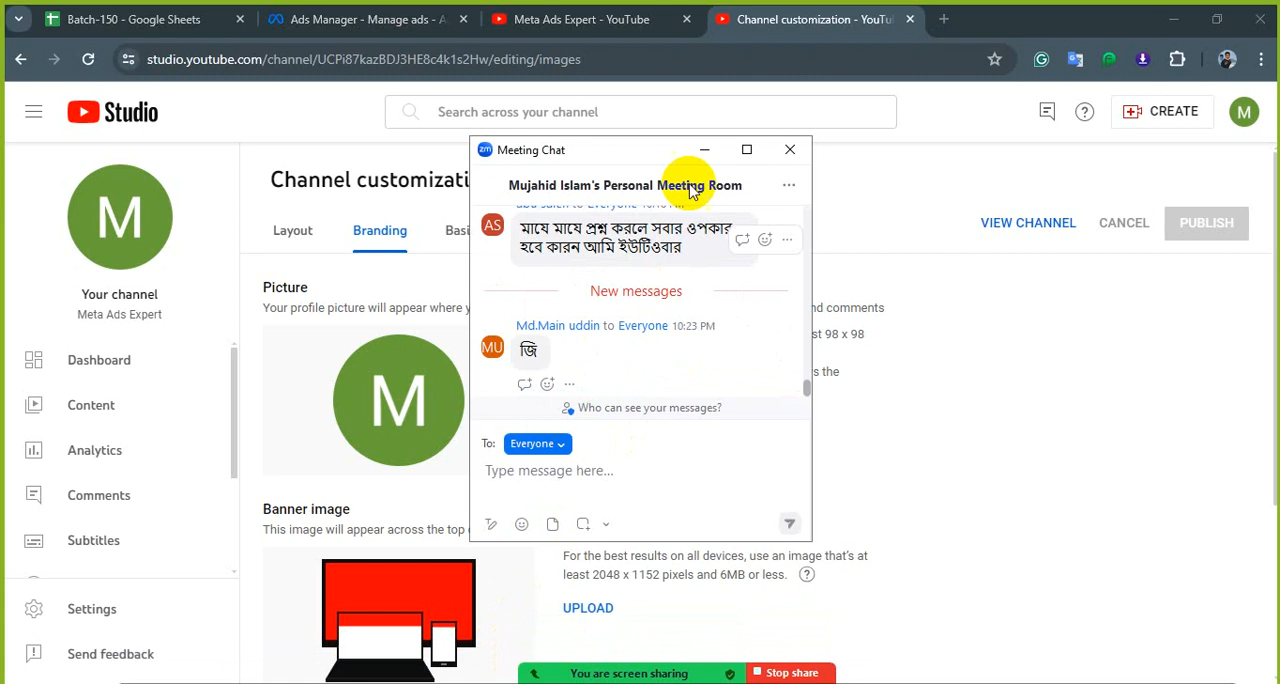 Batch-150 - Google Sheets
Ads Manager - Manage ads - A
Meta Ads Expert - YouTube
Channel customization - YouTu
studio.youtube.com/channel/UCPi87kazBDJ3HE8c4k1s2Hw/editing/images
Studio
Search across your channel
CREATE
M
M
Your channel
Meta Ads Expert
Dashboard
Content
Analytics
Comments
Subtitles
Settings
Send feedback
Channel customizati
VIEW CHANNEL
CANCEL
PUBLISH
Layout
Branding
Basi
Picture
Your profile picture will appear where y
nd comments
st 98 x 98
s the
M
Banner image
This image will appear across the top
For the best results on all devices, use an image that's at
least 2048 x 1152 pixels and 6MB or less.
UPLOAD
zm Meeting Chat
Mujahid Islam's Personal Meeting Room
AS
মাযে মাযে প্রশ্ন করলে সবার ওপকার
হবে কারন আমি ইউটিওবার
New messages
Md.Main uddin to Everyone 10:23 PM
MU
জি
Who can see your messages?
To: Everyone
Type message here...
You are screen sharing
Stop share